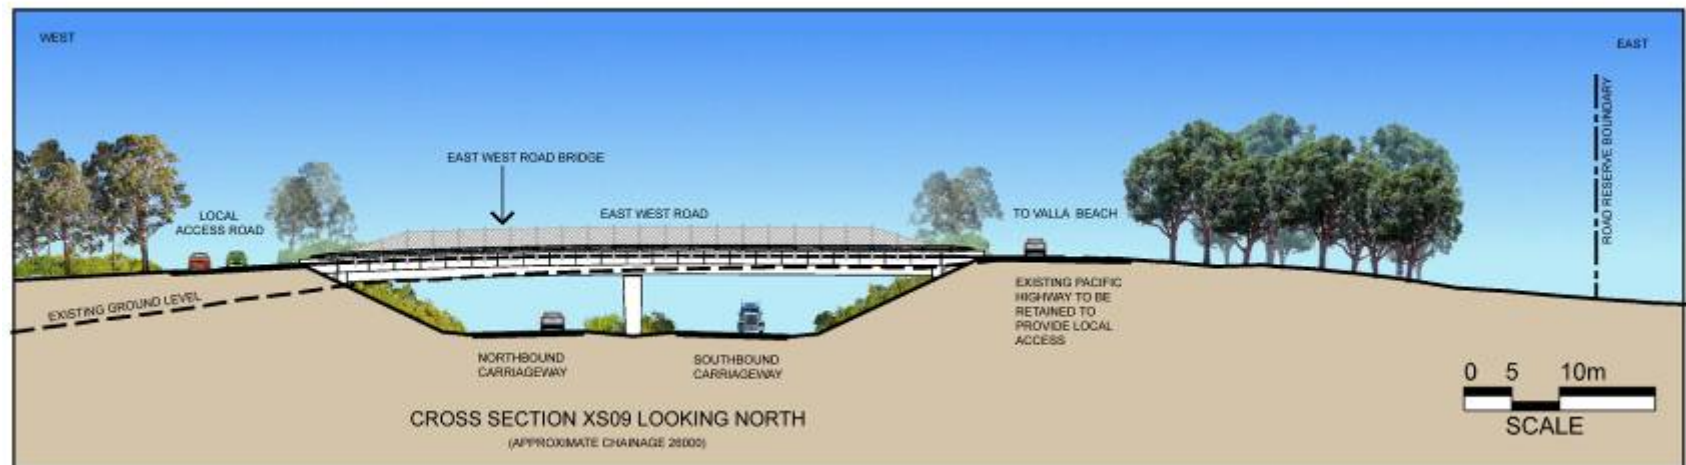 WEST
EAST
ROAD RESERVE BOUNDARY
EAST WEST ROAD BRIDGE
LOCAL
ACCESS ROAD
EAST WEST ROAD
TO VALLA BEACH
EXISTING GROUND LEVEL
EXISTING PACIFIC
HIGHWAY TO BE
RETAINED TO
PROVIDE LOCAL
ACCESS
NORTHBOUND
CARRIAGEWAY
SOUTHBOUND
CARRIAGEWAY
0 5 10m
SCALE
CROSS SECTION XS09 LOOKING NORTH
(APPROXIMATE CHAINAGE 26000)